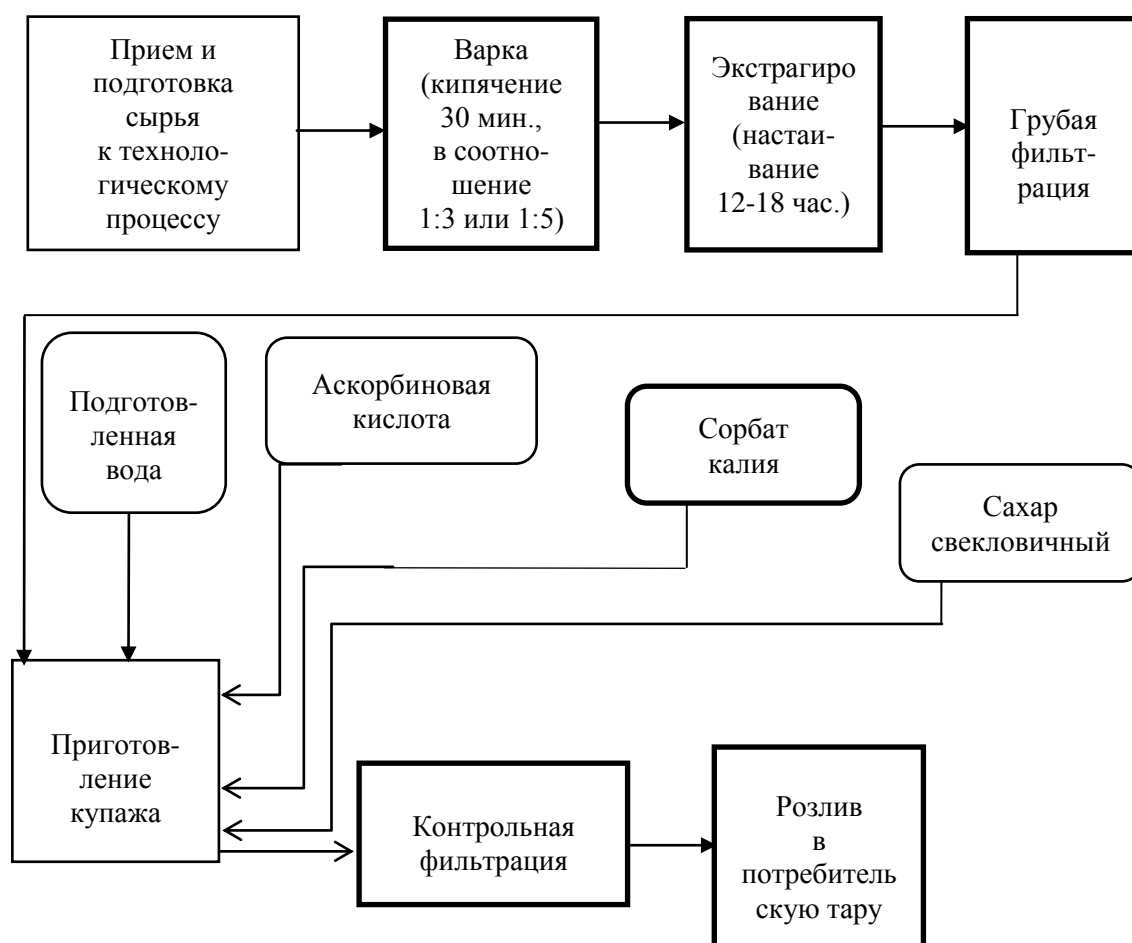 Прием и
подготовка
сырья
к техноло-
гическому
процессу
Варка
(кипячение
30 мин.,
в соотно-
шение
1:3 или 1:5)
Экстрагиро
вание
(настаи-
вание
12-18 час.)
Грубая
фильт-
рация
Подготов-
ленная
вода
Аскорбиновая
кислота
Сорбат
калия
Сахар
свекловичный
Приготов-
ление
купажа
Контрольная
фильтрация
Розлив
в
потребитель
скую тару